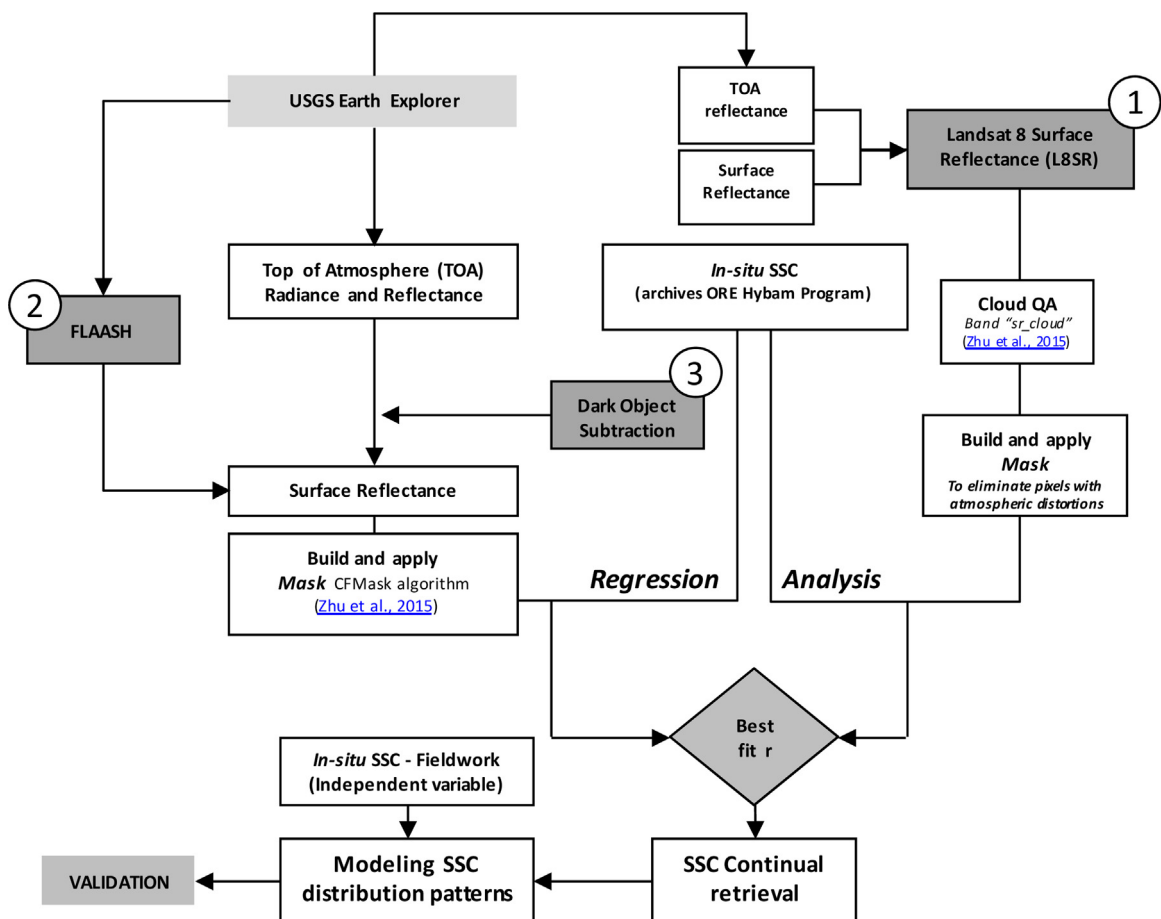 USGS Earth Explorer
TOA
reflectance
1
Landsat 8 Surface
Reflectance (L8SR)
Surface
Reflectance
Top of Atmosphere (TOA)
Radiance and Reflectance
In-situ SSC
(archives ORE Hybam Program)
2
FLAASH
Cloud QA
Band “sr_cloud”
(Zhu et al., 2015)
3
Dark Object
Subtraction
Build and apply
Mask
To eliminate pixels with
atmospheric distortions
Surface Reflectance
Build and apply
Mask CFMask algorithm
(Zhu et al., 2015)
Regression
Analysis
Best
fit r
In-situ SSC - Fieldwork
(Independent variable)
VALIDATION
Modeling SSC
distribution patterns
SSC Continual
retrieval